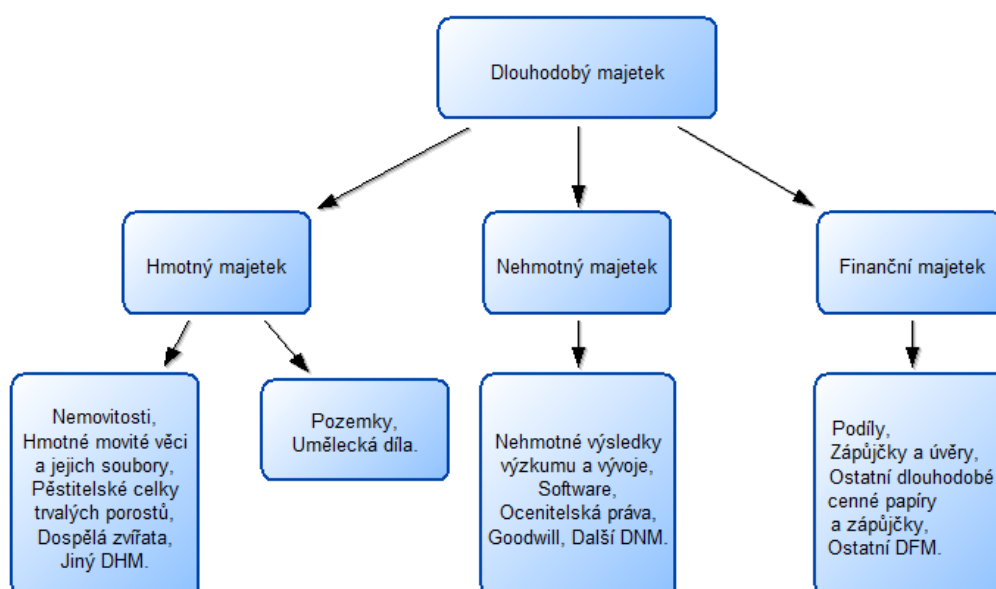 Dlouhodobý majetek
Hmotný majetek
Nehmotný majetek
Finanční majetek
Nemovitosti,
Hmotné movité věci
a jejich soubory,
Pěstitelské celky
trvalých porostů,
Dospělá zvířata,
Jiný DHM.
Pozemky,
Umělecká díla.
Nehmotné výsledky
výzkumu a vývoje,
Software,
Ocenitelská práva,
Goodwill, Další DNM.
Podíly,
Zápůjčky a úvěry,
Ostatní dlouhodobé
cenné papíry
a zápůjčky,
Ostatní DFM.